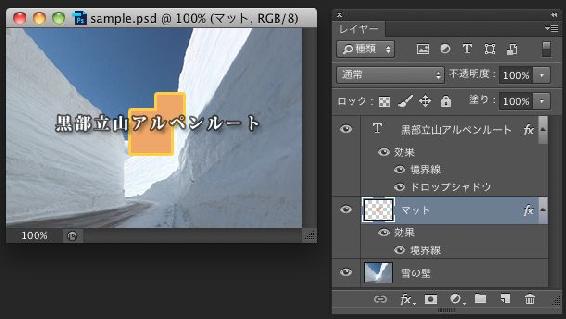 sample.psd @ 100% (マット, RGB/8)
黒部立山アルペンルート
100%
レイヤー
種類
通常
不透明度: 100%
ロック:
塗り: 100%
T 黒部立山アルペンルート fx
効果
境界線
ドロップシャドウ
マット fx
効果
境界線
雪の壁
fx